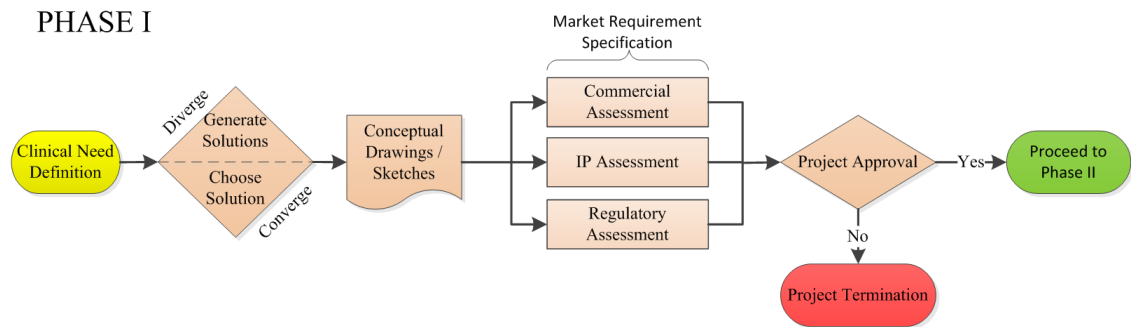 PHASE I
Market Requirement
Specification
Diverge
Generate
Solutions
Choose
Solution
Converge
Clinical Need
Definition
Conceptual
Drawings /
Sketches
Commercial
Assessment
IP Assessment
Regulatory
Assessment
Project Approval
Yes
Proceed to
Phase II
No
Project Termination